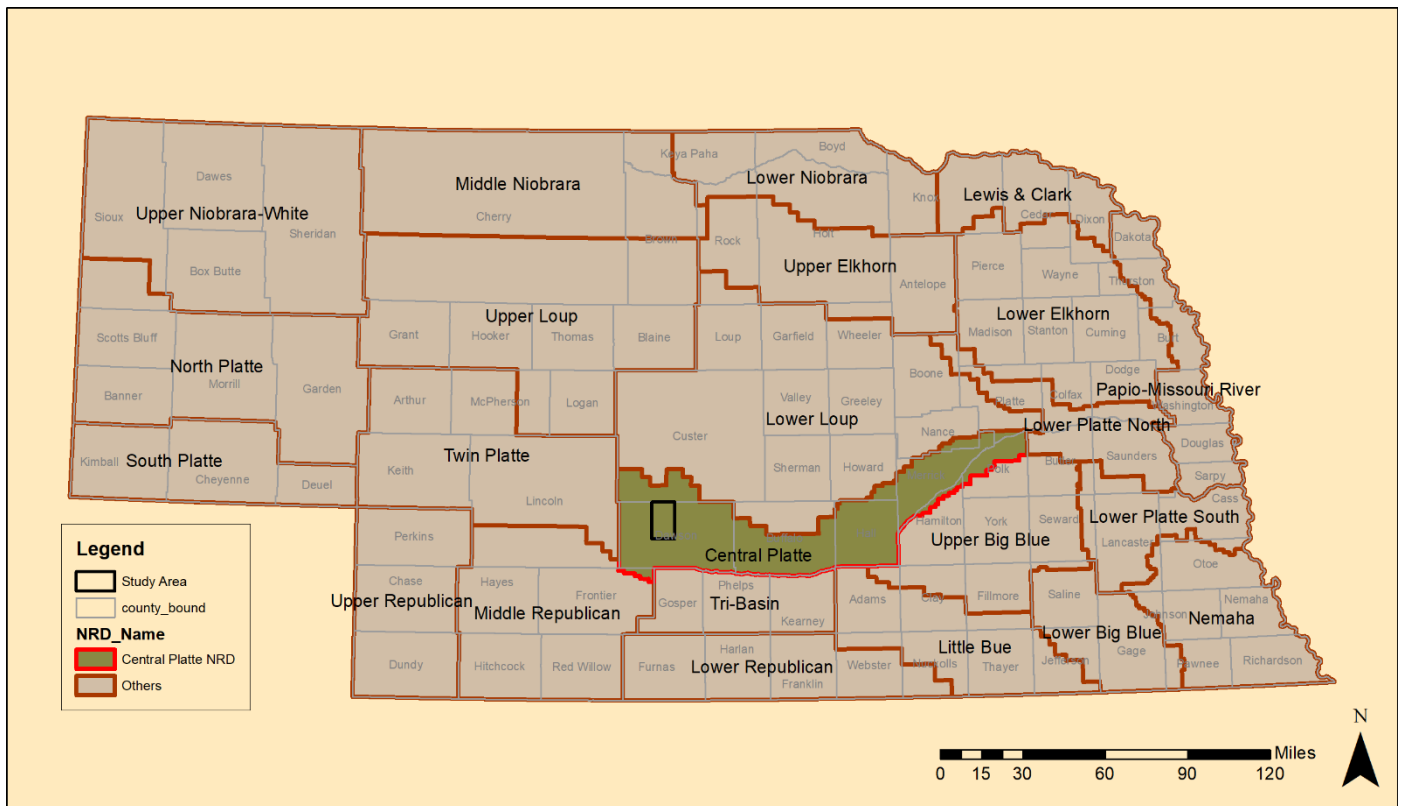 Keya Paha
Boyd
Dawes
Middle Niobrara
Lower Niobrara
Knox
Lewis & Clark
Sioux
Upper Niobrara-White
Cherry
Cedar
Dixon
Sheridan
Brown
Rock
Holt
Dakota
Box Butte
Upper Elkhorn
Antelope
Pierce
Wayne
Thurston
Upper Loup
Lower Elkhorn
Scotts Bluff
Grant
Hooker
Thomas
Blaine
Loup
Garfield
Wheeler
Madison
Stanton
Cuming
Burt
North Platte
Morrill
Garden
Boone
Dodge
Banner
Arthur
McPherson
Logan
Valley
Greeley
Platte
Colfax
Papio-Missouri River
Washington
Lower Loup
Custer
Nance
Lower Platte North
South Platte
Kimball
Cheyenne
Deuel
Keith
Twin Platte
Sherman
Howard
Polk
Butler
Saunders
Douglas
Sarpy
Lincoln
Cass
Hamilton
York
Seward
Lower Platte South
Perkins
Central Platte
Upper Big Blue
Lancaster
Otoe
Chase
Upper Republican
Hayes
Frontier
Middle Republican
Gosper
Phelps
Tri-Basin
Kearney
Adams
Clay
Fillmore
Saline
Johnson
Nemaha
Nemaha
Lower Big Blue
Gage
Dundy
Hitchcock
Red Willow
Furnas
Harlan
Lower Republican
Franklin
Webster
Nuckolls
Little Bue
Thayer
Jefferson
Pawnee
Richardson
Legend
Study Area
county_bound
NRD_Name
Central Platte NRD
Others
N
Miles
0 15 30 60 90 120